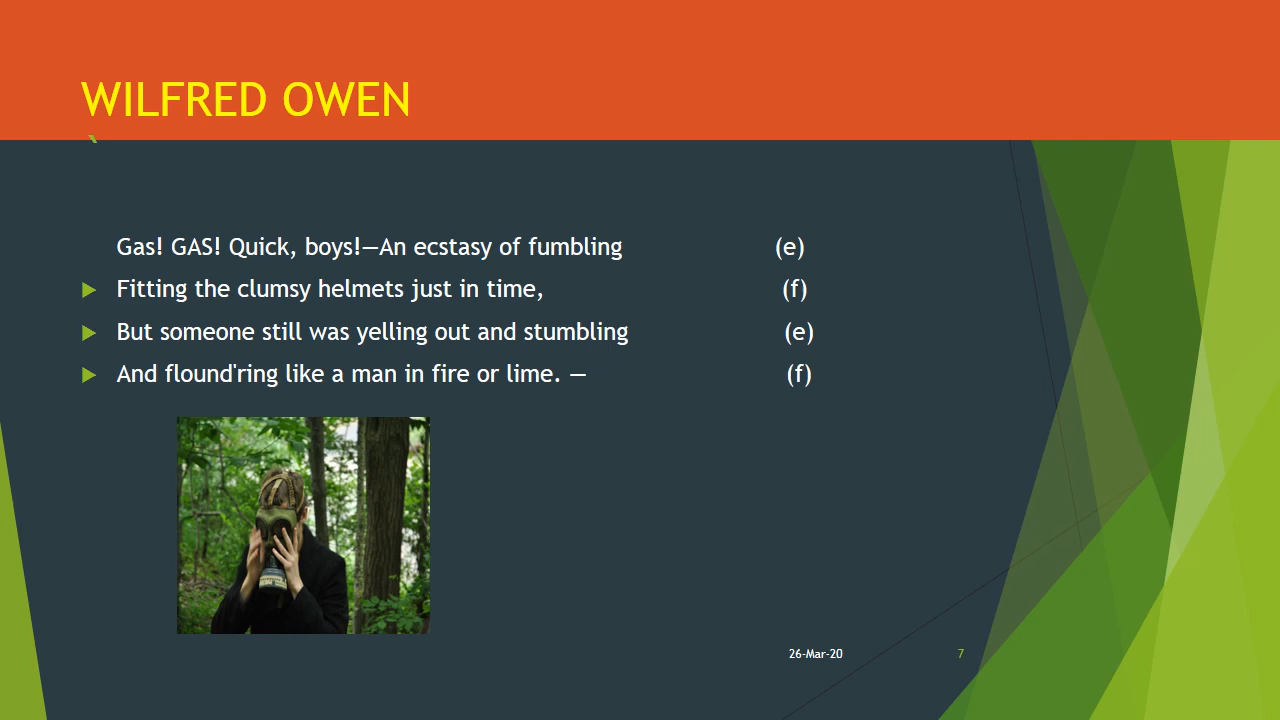 WILFRED OWEN
`
Gas! GAS! Quick, boys!—An ecstasy of fumbling (e)
Fitting the clumsy helmets just in time, (f)
But someone still was yelling out and stumbling (e)
And flound'ring like a man in fire or lime. — (f)
26-Mar-20 7